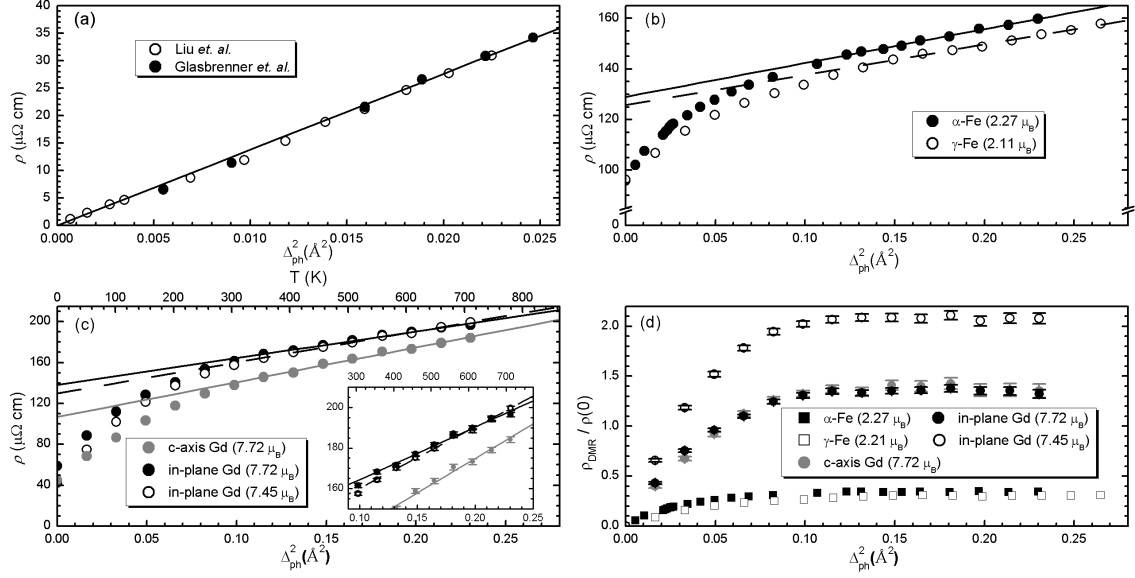 (a)
Liu et. al.
Glasbrenner et. al.
ρ (μΩ cm)
40
35
30
25
20
15
10
5
0
0.000 0.005 0.010 0.015 0.020 0.025
Δ²ph(Å²)
(b)
α-Fe (2.27 μB)
γ-Fe (2.11 μB)
ρ (μΩ cm)
160
140
120
100
80
0
0.00 0.05 0.10 0.15 0.20 0.25
Δ²ph(Å²)
T (K)
0 100 200 300 400 500 600 700 800
(c)
ρ (μΩ cm)
200
160
120
80
40
0
c-axis Gd (7.72 μB)
in-plane Gd (7.72 μB)
in-plane Gd (7.45 μB)
300 400 500 600 700
210
200
190
180
170
160
0.10 0.15 0.20 0.25
0.00 0.05 0.10 0.15 0.20 0.25
Δ²ph(Å²)
(d)
ρDMR / ρ(0)
2.0
1.5
1.0
0.5
0.0
α-Fe (2.27 μB)
γ-Fe (2.21 μB)
c-axis Gd (7.72 μB)
in-plane Gd (7.72 μB)
in-plane Gd (7.45 μB)
0.00 0.05 0.10 0.15 0.20 0.25
Δ²ph(Å²)